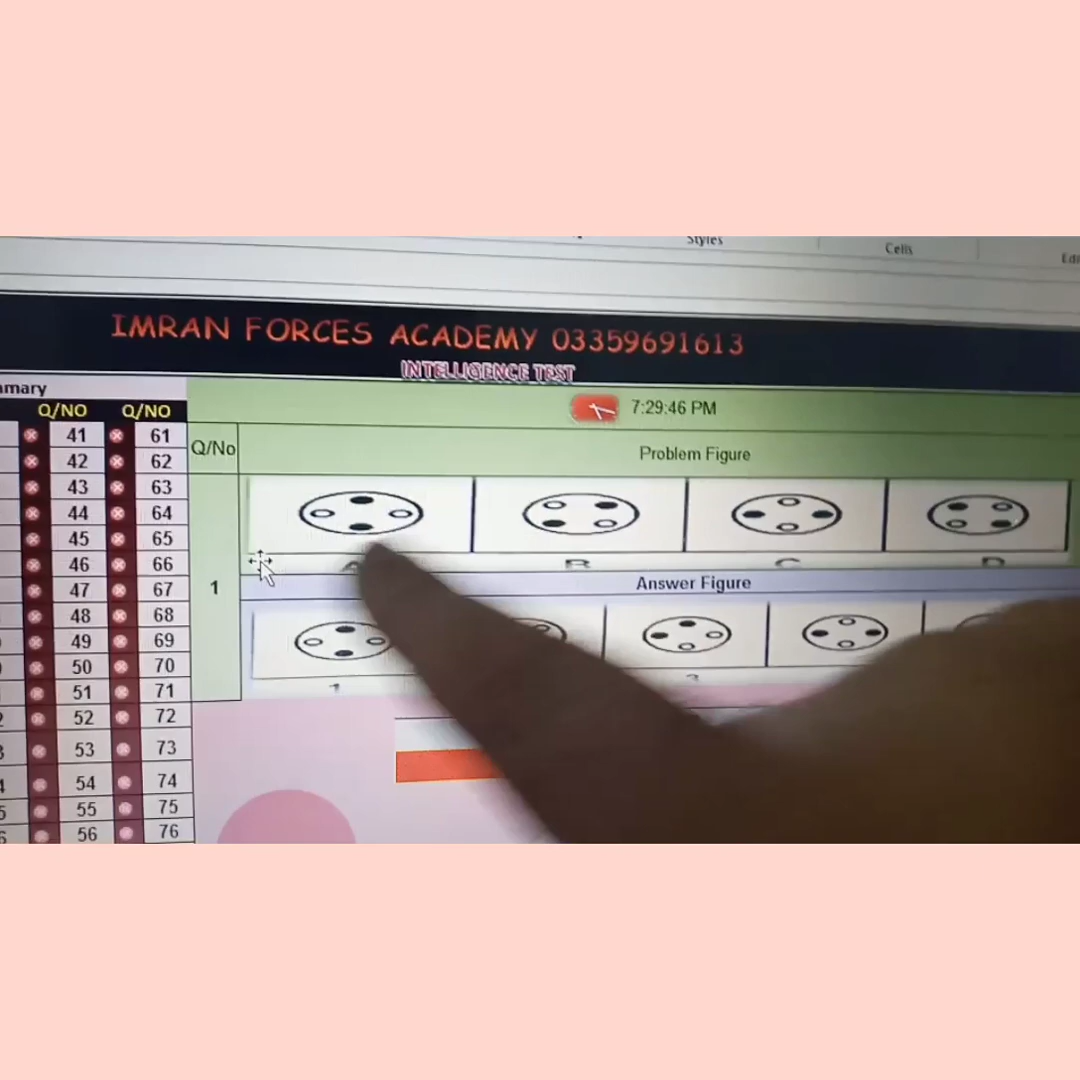 Styles
Cells
IMRAN FORCES ACADEMY 03359691613
INTELLIGENCE TEST
Q/NO Q/NO
7:29:46 PM
41 61
42 62
43 63
44 64
45 65
46 66
47 67
48 68
49 69
50 70
51 71
52 72
53 73
54 74
55 75
56 76
Q/No Problem Figure
1
B C D
Answer Figure
1 3